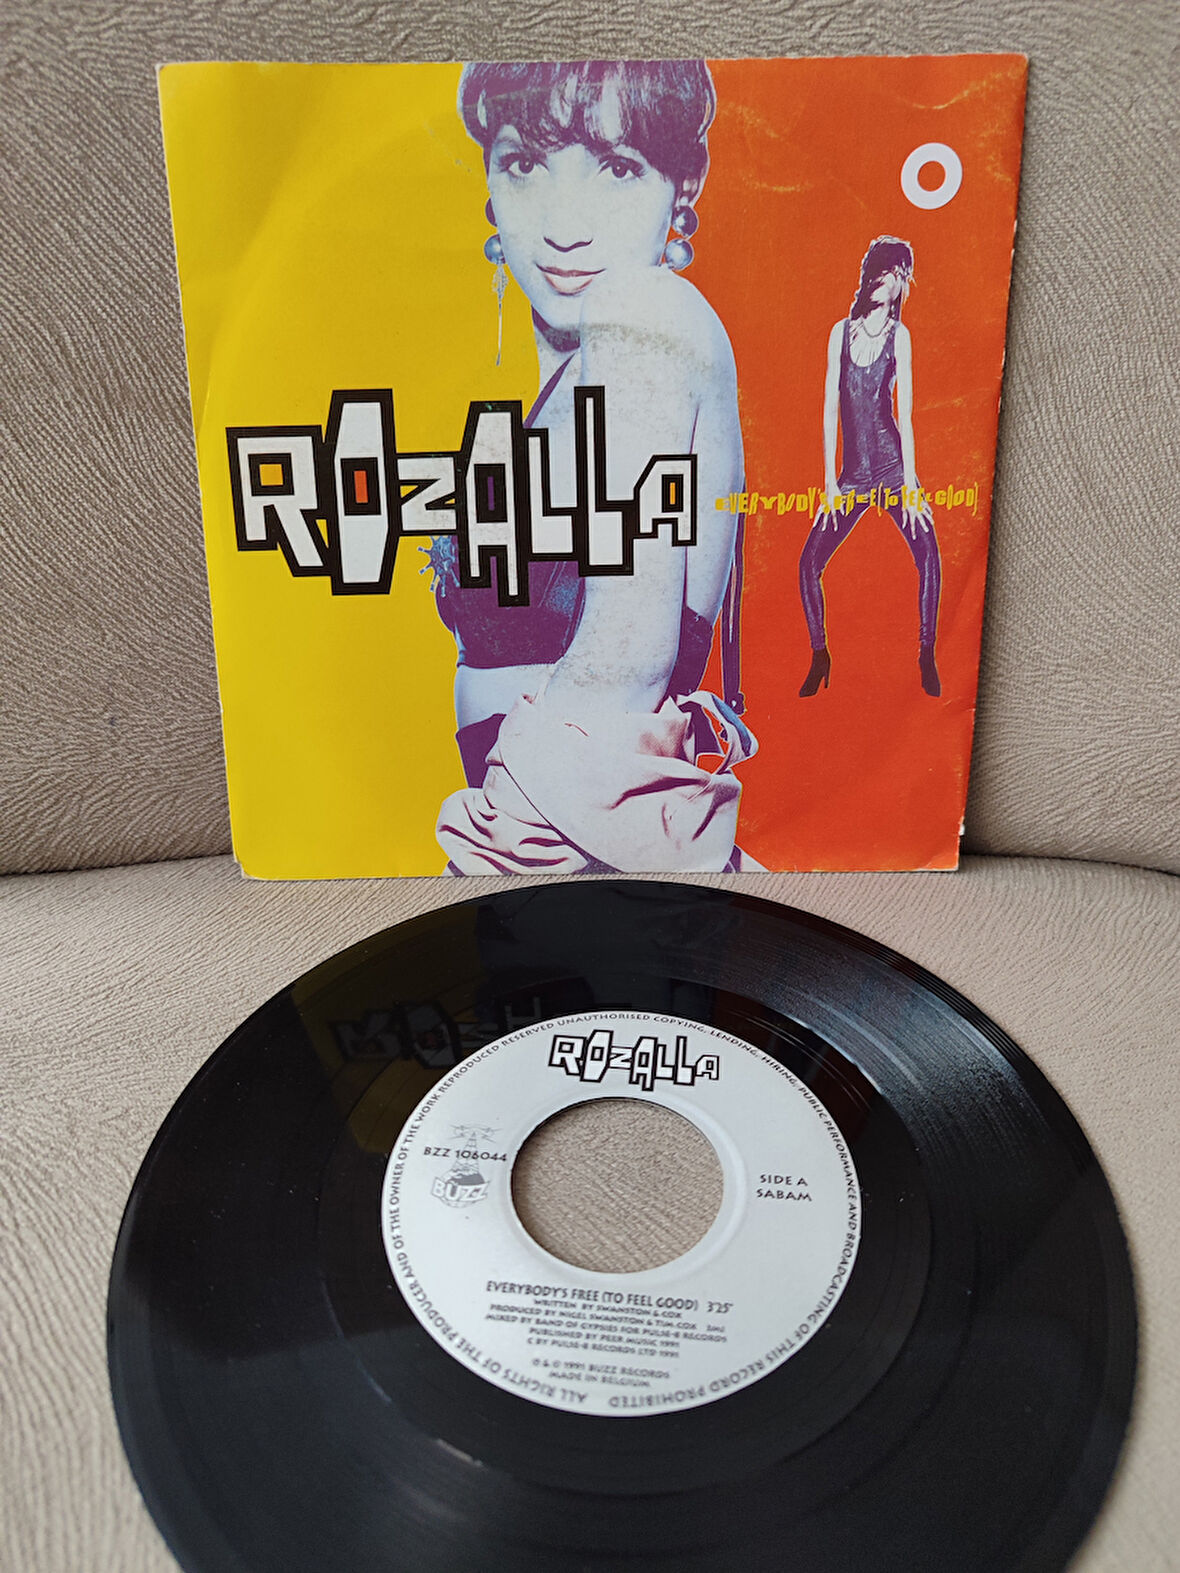 ROZALLA
EVERYBODY'S FREE (TO FEEL GOOD)
ROZALLA
BZZ 106044
BUZZ
SIDE A
SABAM
EVERYBODY'S FREE (TO FEEL GOOD) 3'25"
WRITTEN BY SWANSTON & COX
PRODUCED BY NIGEL SWANSTON & TIM COX
MIXED BY BAND OF GYPSIES FOR PULSE-8 RECORDS
PUBLISHED BY PEER MUSIC 1991
C BY PULSE-8 RECORDS LTD 1991
℗ & © 1991 BUZZ RECORDS
MADE IN BELGIUM
ALL RIGHTS OF THE PRODUCER AND OF THE OWNER OF THE WORK REPRODUCED RESERVED UNAUTHORISED COPYING, LENDING, HIRING, PUBLIC PERFORMANCE AND BROADCASTING OF THIS RECORD PROHIBITED